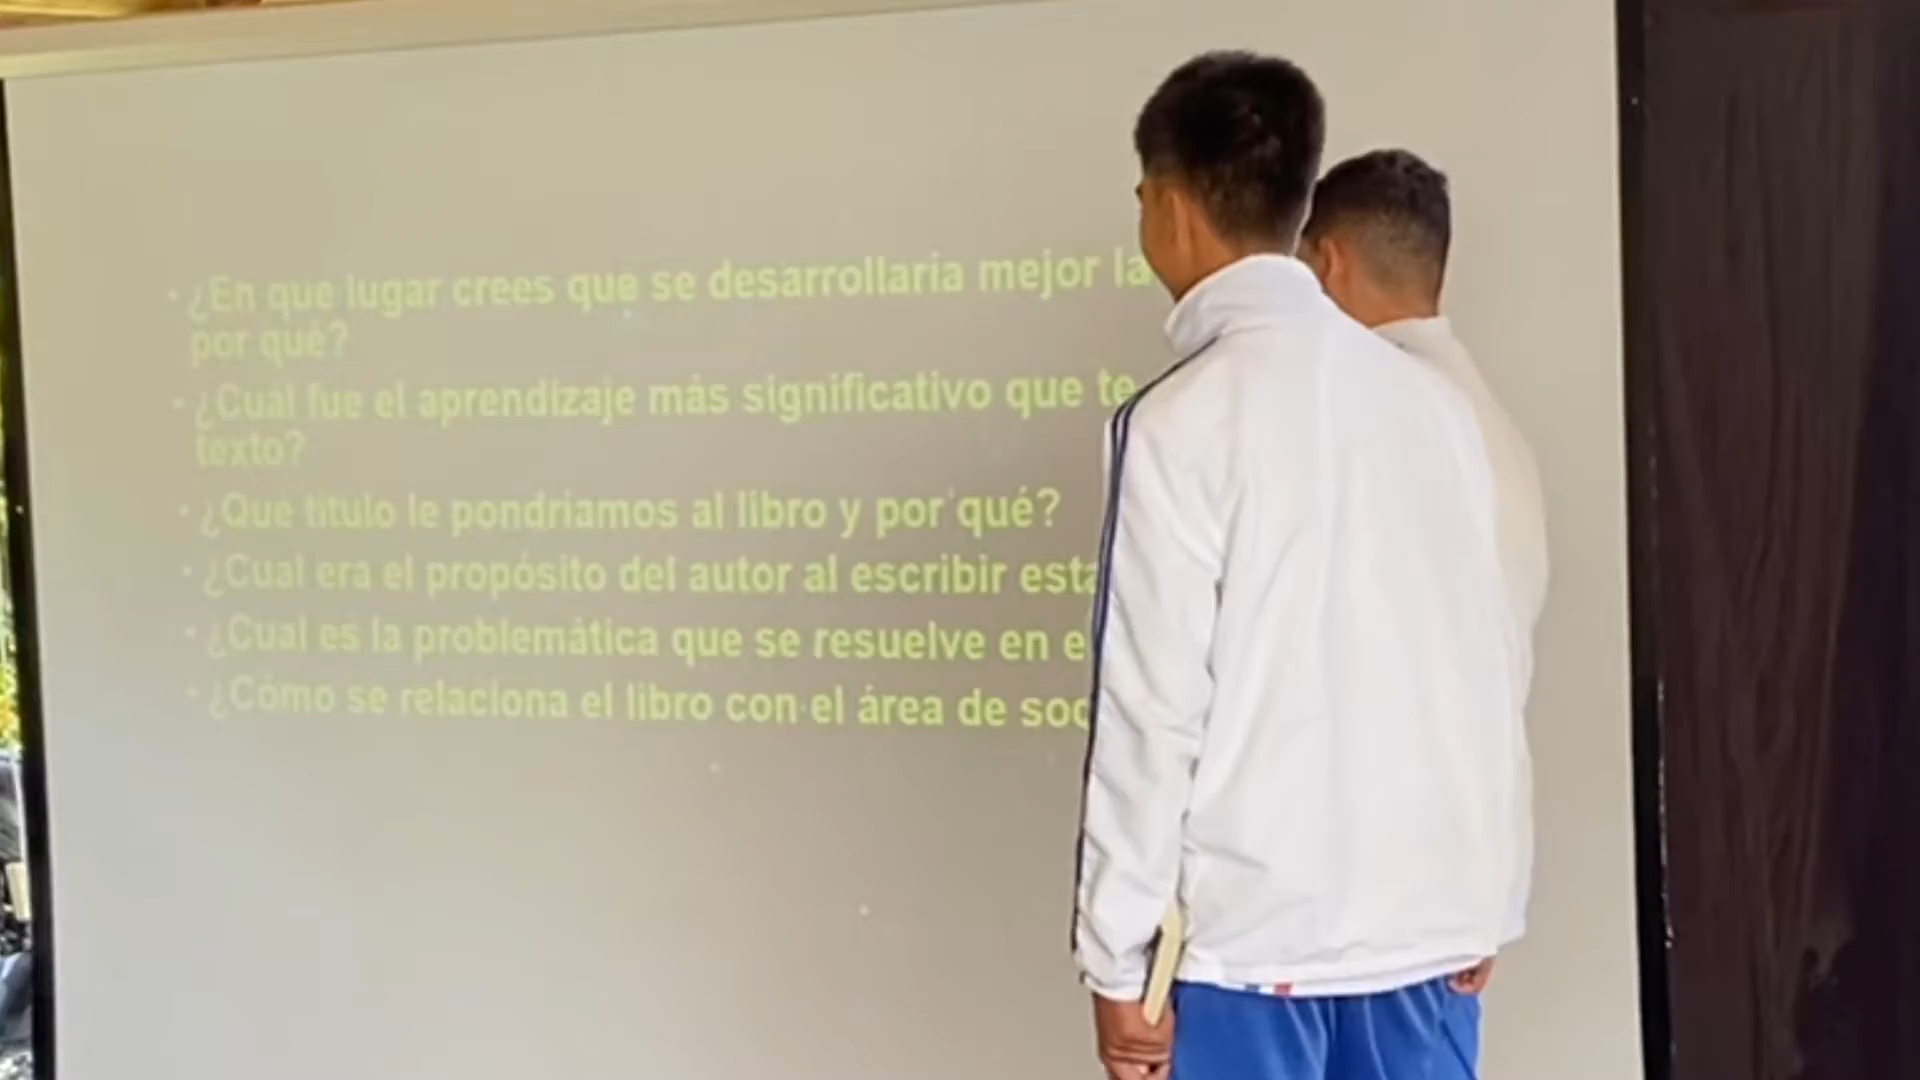 • ¿En que lugar crees que se desarrollaria mejor la
por qué?
• ¿Cuál fue el aprendizaje más significativo que te
texto?
• ¿Que titulo le pondríamos al libro y por qué?
• ¿Cual era el propósito del autor al escribir esta
• ¿Cual es la problemática que se resuelve en e
• ¿Cómo se relaciona el libro con el área de soc